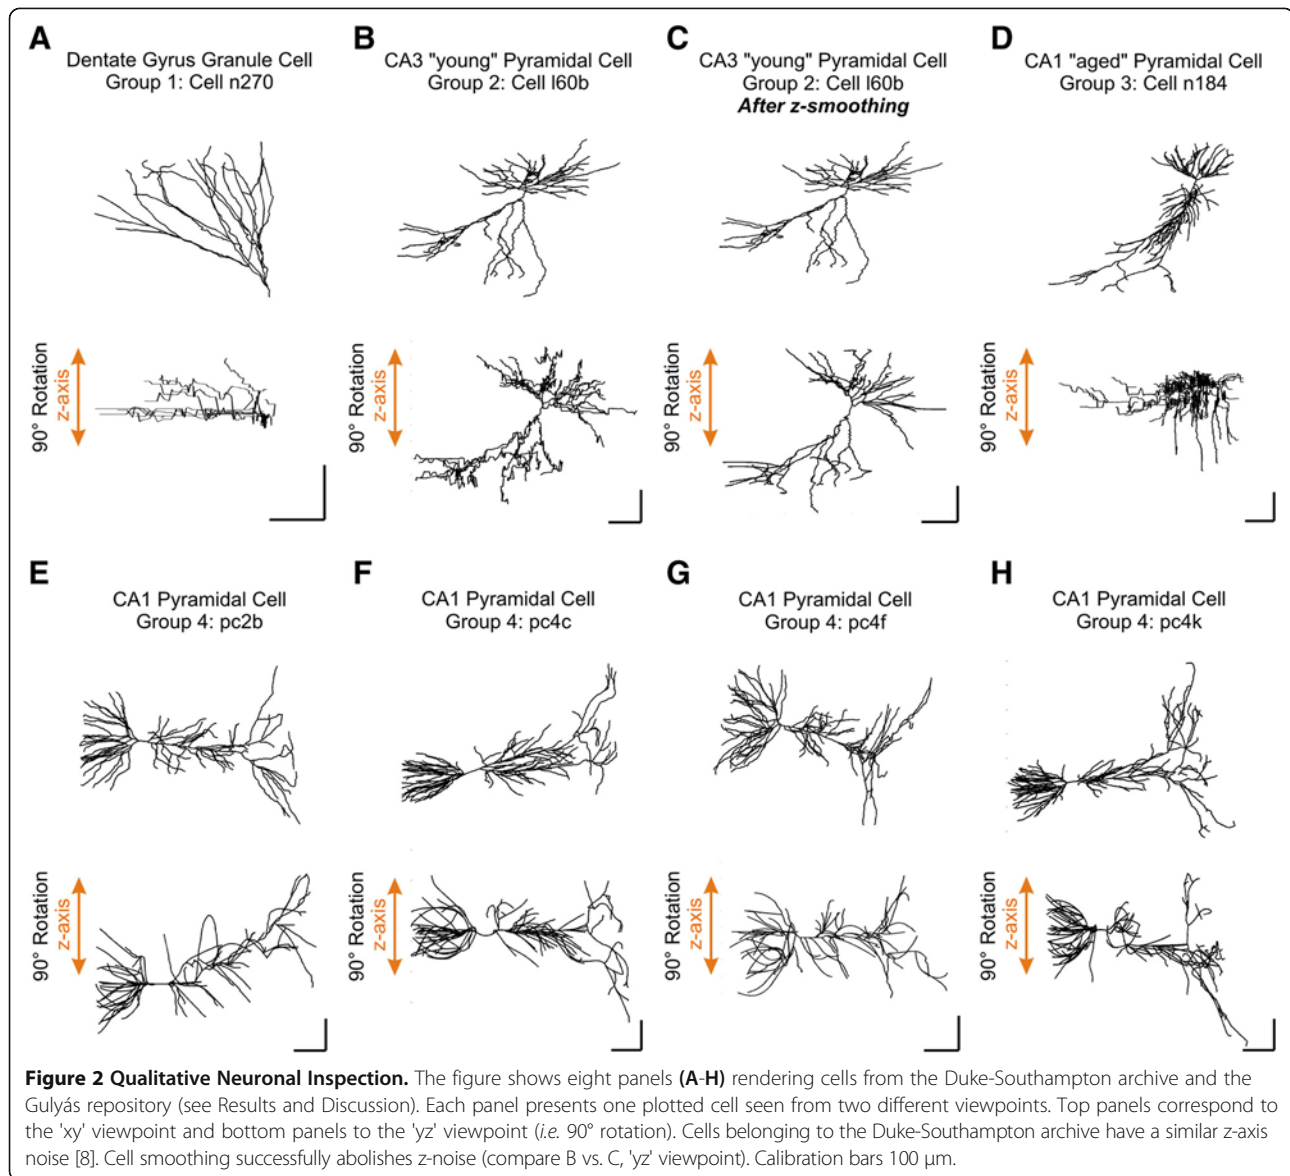 A
Dentate Gyrus Granule Cell
Group 1: Cell n270
B
CA3 "young" Pyramidal Cell
Group 2: Cell l60b
C
CA3 "young" Pyramidal Cell
Group 2: Cell l60b
After z-smoothing
D
CA1 "aged" Pyramidal Cell
Group 3: Cell n184
90° Rotation
z-axis
90° Rotation
z-axis
90° Rotation
z-axis
90° Rotation
z-axis
E
CA1 Pyramidal Cell
Group 4: pc2b
F
CA1 Pyramidal Cell
Group 4: pc4c
G
CA1 Pyramidal Cell
Group 4: pc4f
H
CA1 Pyramidal Cell
Group 4: pc4k
90° Rotation
z-axis
90° Rotation
z-axis
90° Rotation
z-axis
90° Rotation
z-axis
Figure 2 Qualitative Neuronal Inspection. The figure shows eight panels (A-H) rendering cells from the Duke-Southampton archive and the
Gulyás repository (see Results and Discussion). Each panel presents one plotted cell seen from two different viewpoints. Top panels correspond to
the 'xy' viewpoint and bottom panels to the 'yz' viewpoint (i.e. 90° rotation). Cells belonging to the Duke-Southampton archive have a similar z-axis
noise [8]. Cell smoothing successfully abolishes z-noise (compare B vs. C, 'yz' viewpoint). Calibration bars 100 μm.